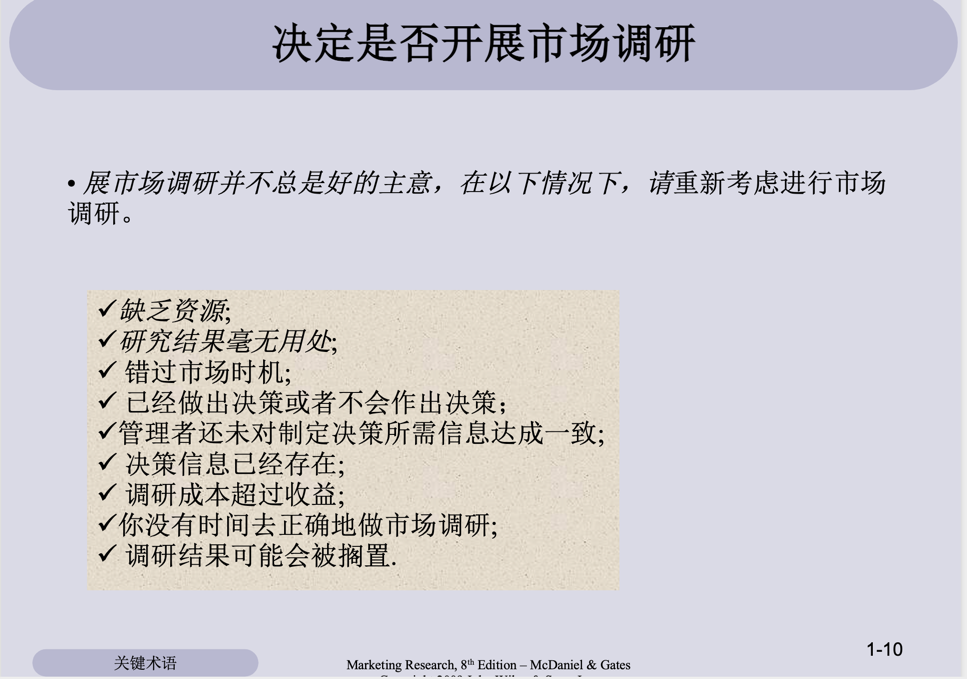 决定是否开展市场调研
• 展市场调研并不总是好的主意，在以下情况下，请重新考虑进行市场
调研。
✓缺乏资源;
✓研究结果毫无用处;
✓ 错过市场时机;
✓ 已经做出决策或者不会作出决策；
✓管理者还未对制定决策所需信息达成一致;
✓ 决策信息已经存在;
✓ 调研成本超过收益;
✓你没有时间去正确地做市场调研;
✓ 调研结果可能会被搁置.
1-10
关键术语
Marketing Research, 8th Edition – McDaniel & Gates